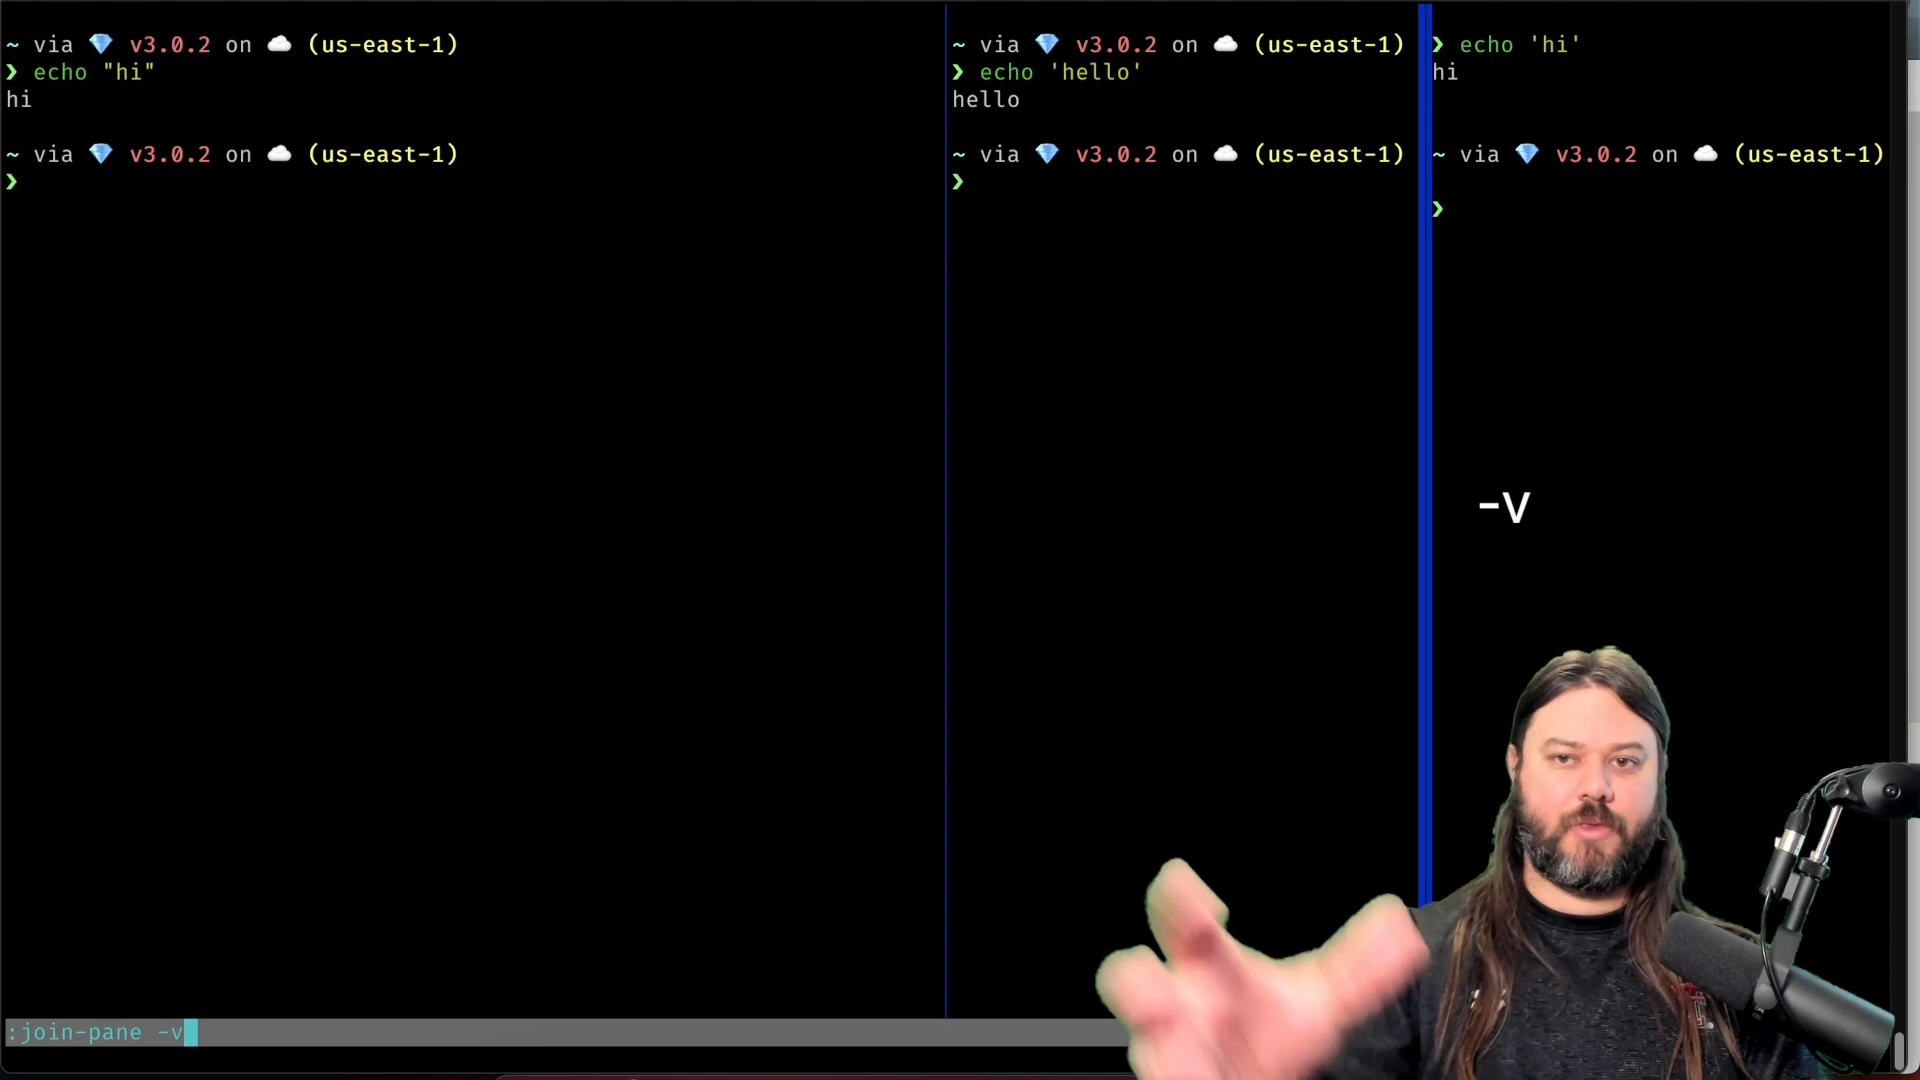 ~ via 💎 v3.0.2 on ☁️ (us-east-1)
❯ echo "hi"
hi
~ via 💎 v3.0.2 on ☁️ (us-east-1)
❯
~ via 💎 v3.0.2 on ☁️ (us-east-1)
❯ echo 'hello'
hello
~ via 💎 v3.0.2 on ☁️ (us-east-1)
❯
❯ echo 'hi'
hi
~ via 💎 v3.0.2 on ☁️ (us-east-1)
❯
-v
:join-pane -v